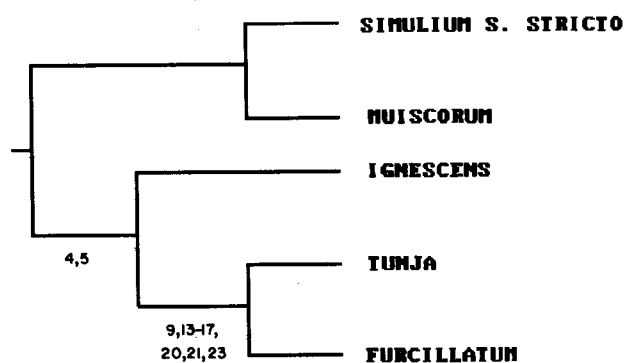 SIMULIUM S. STRICTO
MUISCORUM
IGNESCENS
4,5
TUNJA
9,13-17,
20,21,23
FURCILLATUM